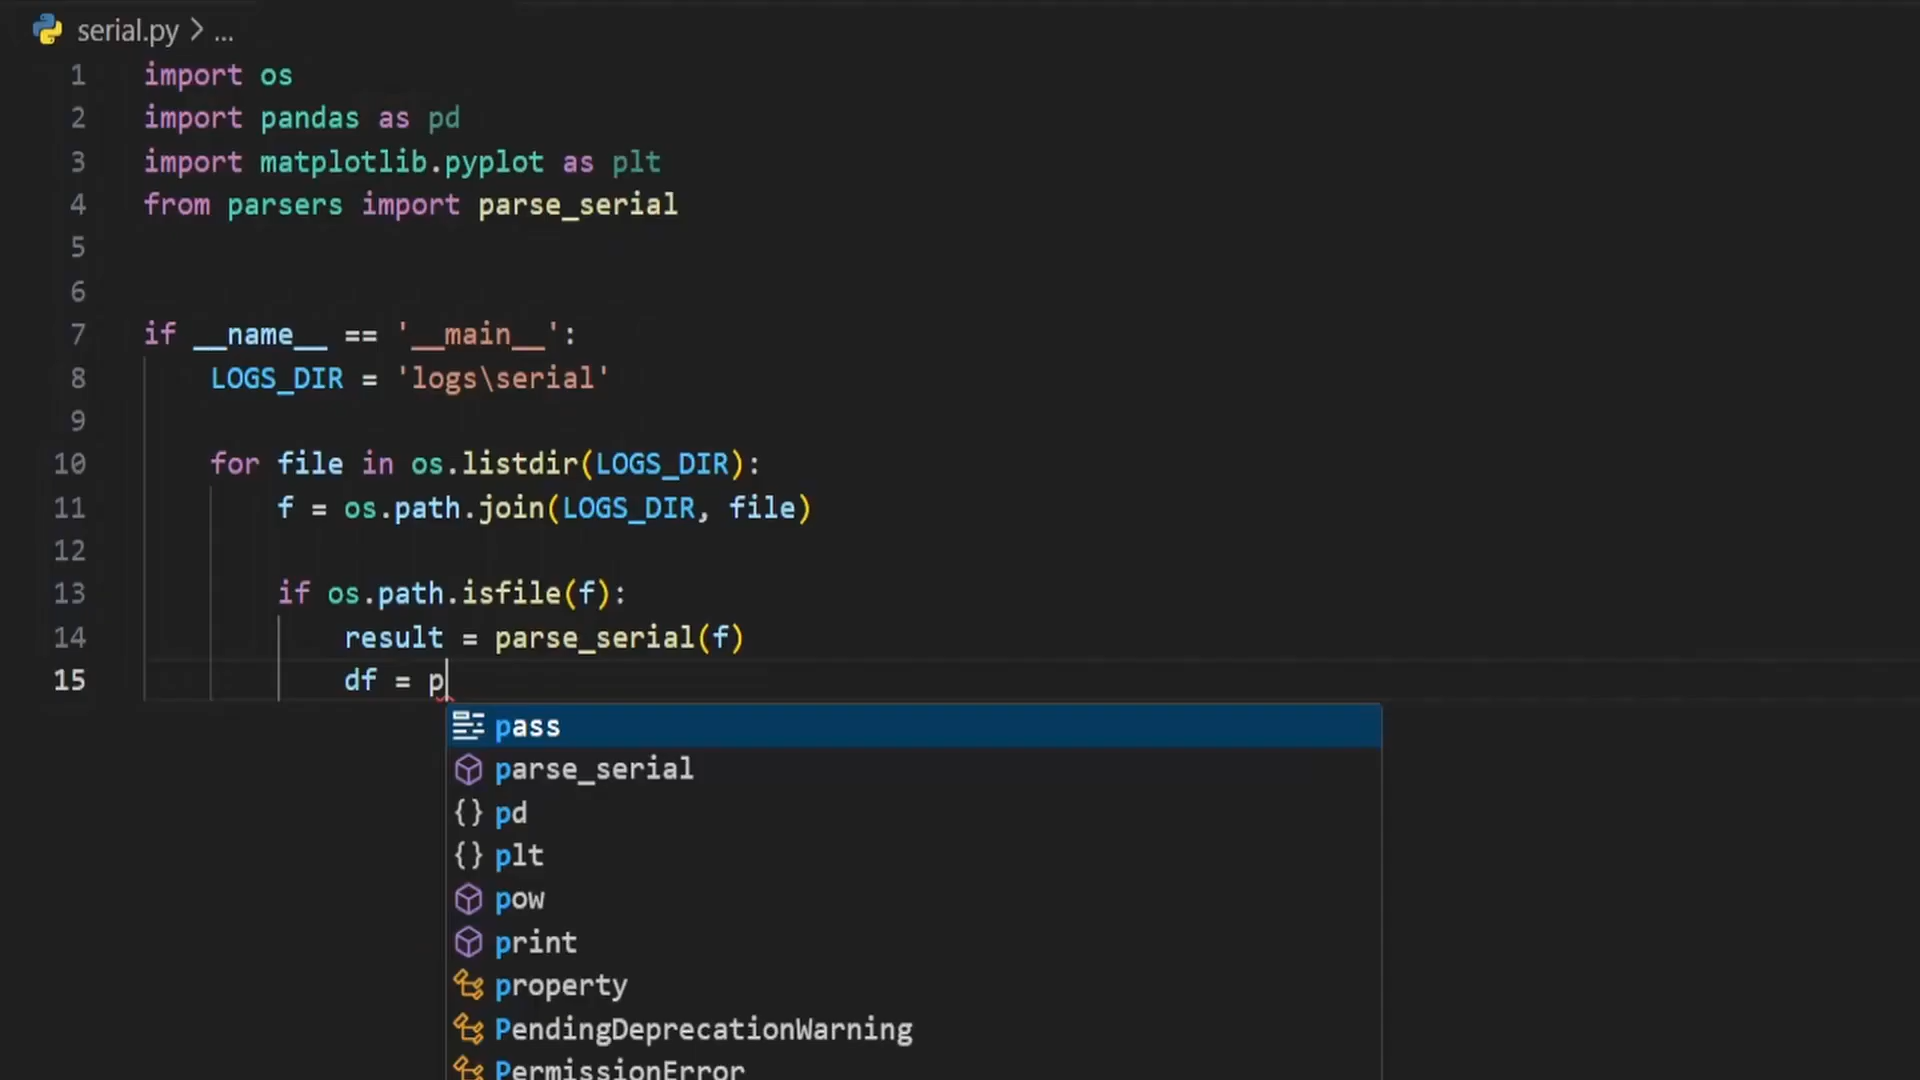 serial.py > ...
1 import os
2 import pandas as pd
3 import matplotlib.pyplot as plt
4 from parsers import parse_serial
5
6
7 if __name__ == '__main__':
8     LOGS_DIR = 'logs\serial'
9
10     for file in os.listdir(LOGS_DIR):
11         f = os.path.join(LOGS_DIR, file)
12
13         if os.path.isfile(f):
14             result = parse_serial(f)
15             df = p
pass
parse_serial
{} pd
{} plt
pow
print
property
PendingDeprecationWarning
PermissionError